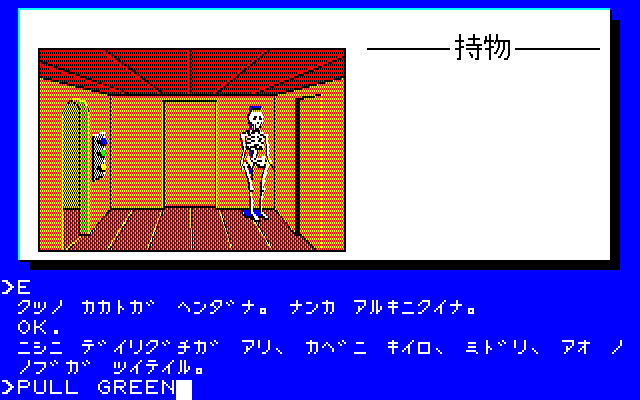 持物
>E
クツノ カカトガ ヘンダナ。 ナンカ アルキニクイナ。
OK.
ニシニ デイリグチガ アリ、 カベニ キイロ、 ミドリ、 アオ ノ
ノブガ ツイテイル。
>PULL GREEN